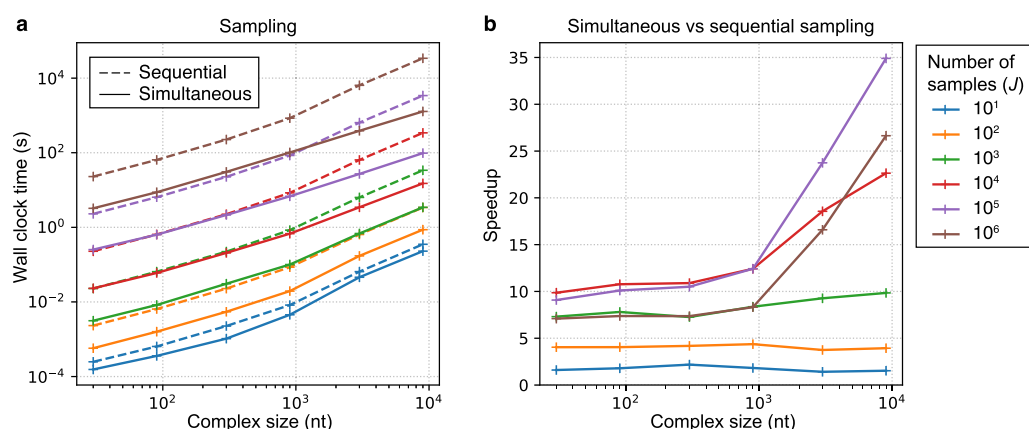 a
Sampling
Wall clock time (s)
10⁴
10²
10⁰
10⁻²
10⁻⁴
Sequential
Simultaneous
10²
10³
10⁴
Complex size (nt)
b
Simultaneous vs sequential sampling
Speedup
35
30
25
20
15
10
5
0
10²
10³
10⁴
Complex size (nt)
Number of
samples (J)
10¹
10²
10³
10⁴
10⁵
10⁶